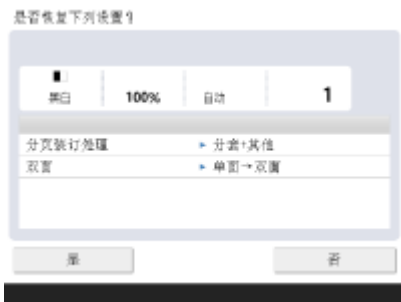 是否恢复下列设置?
黑白 100% 自动 1
分页装订处理 ▶ 分套+其他
双面 ▶ 单面→双面
是 否